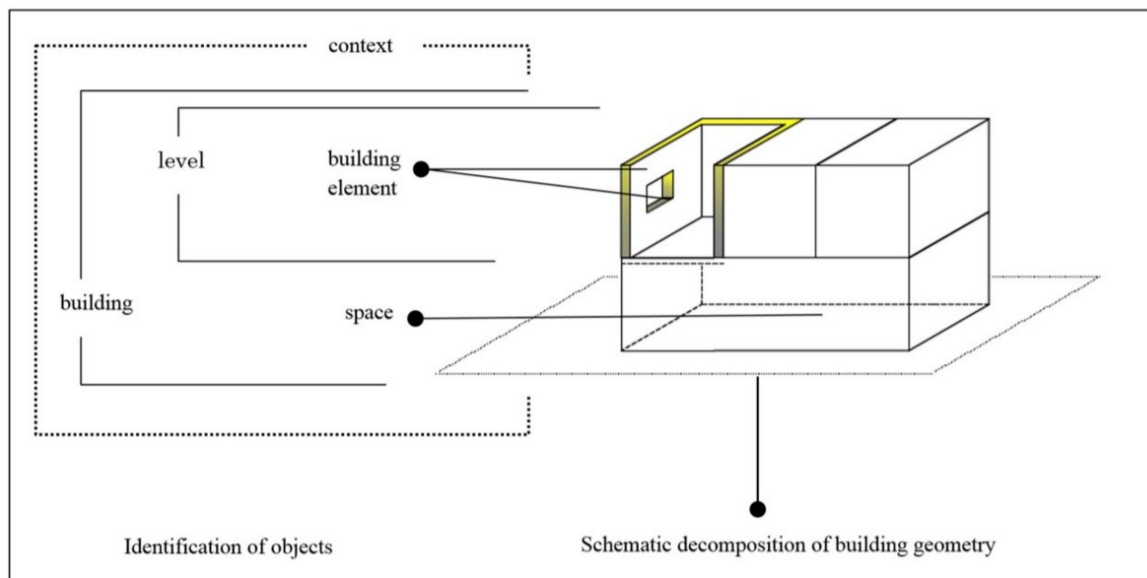 context
level
building
element
building
space
Identification of objects
Schematic decomposition of building geometry